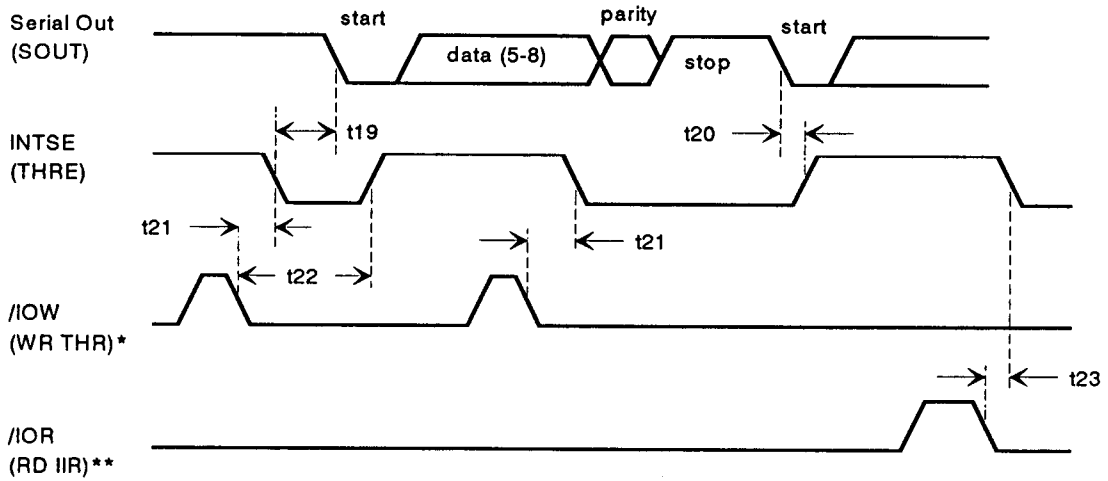 Serial Out
(SOUT)
start
data (5-8)
parity
stop
start
t19
t20
INTSE
(THRE)
t21
t22
t21
/IOW
(WR THR)*
t23
/IOR
(RD IIR)**